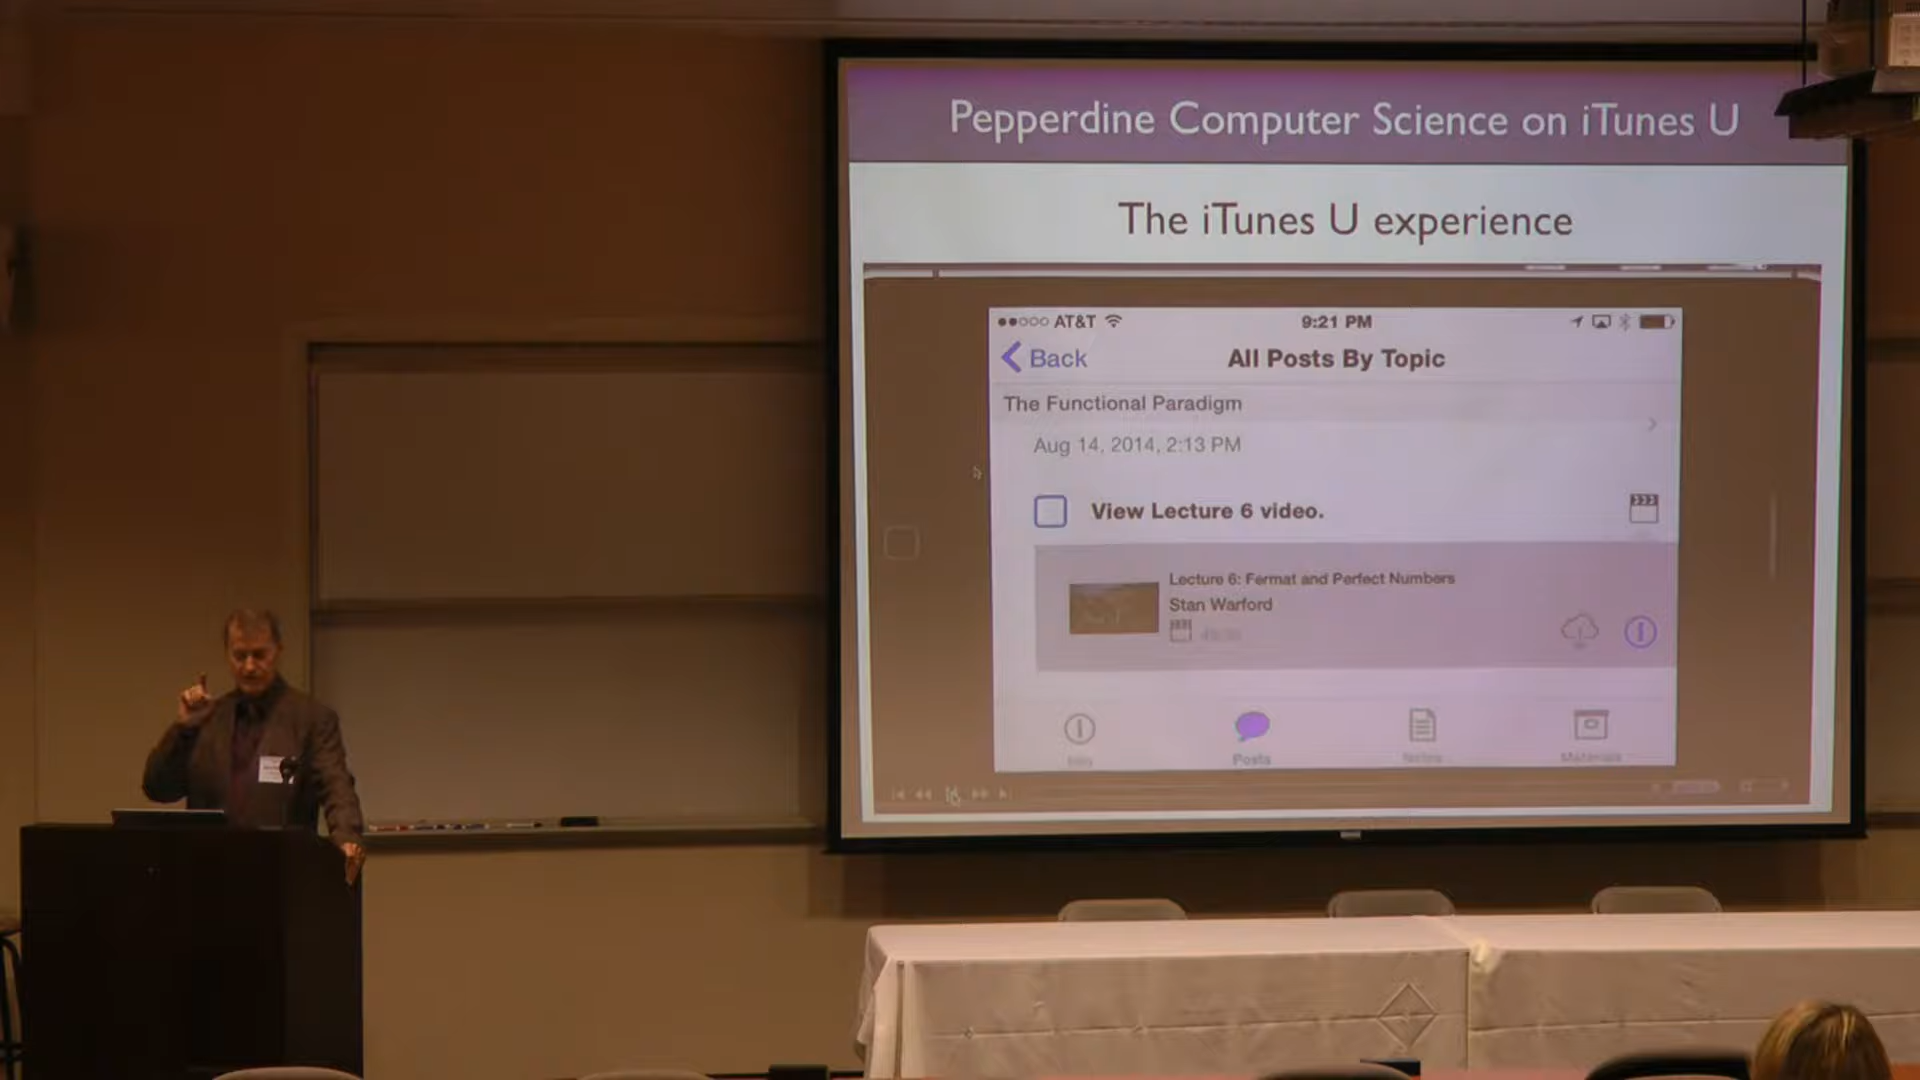 Pepperdine Computer Science on iTunes U
The iTunes U experience
AT&T 9:21 PM
Back All Posts By Topic
The Functional Paradigm
Aug 14, 2014, 2:13 PM
View Lecture 6 video.
Lecture 6: Fermat and Perfect Numbers
Stan Warford
Posts Notes Materials